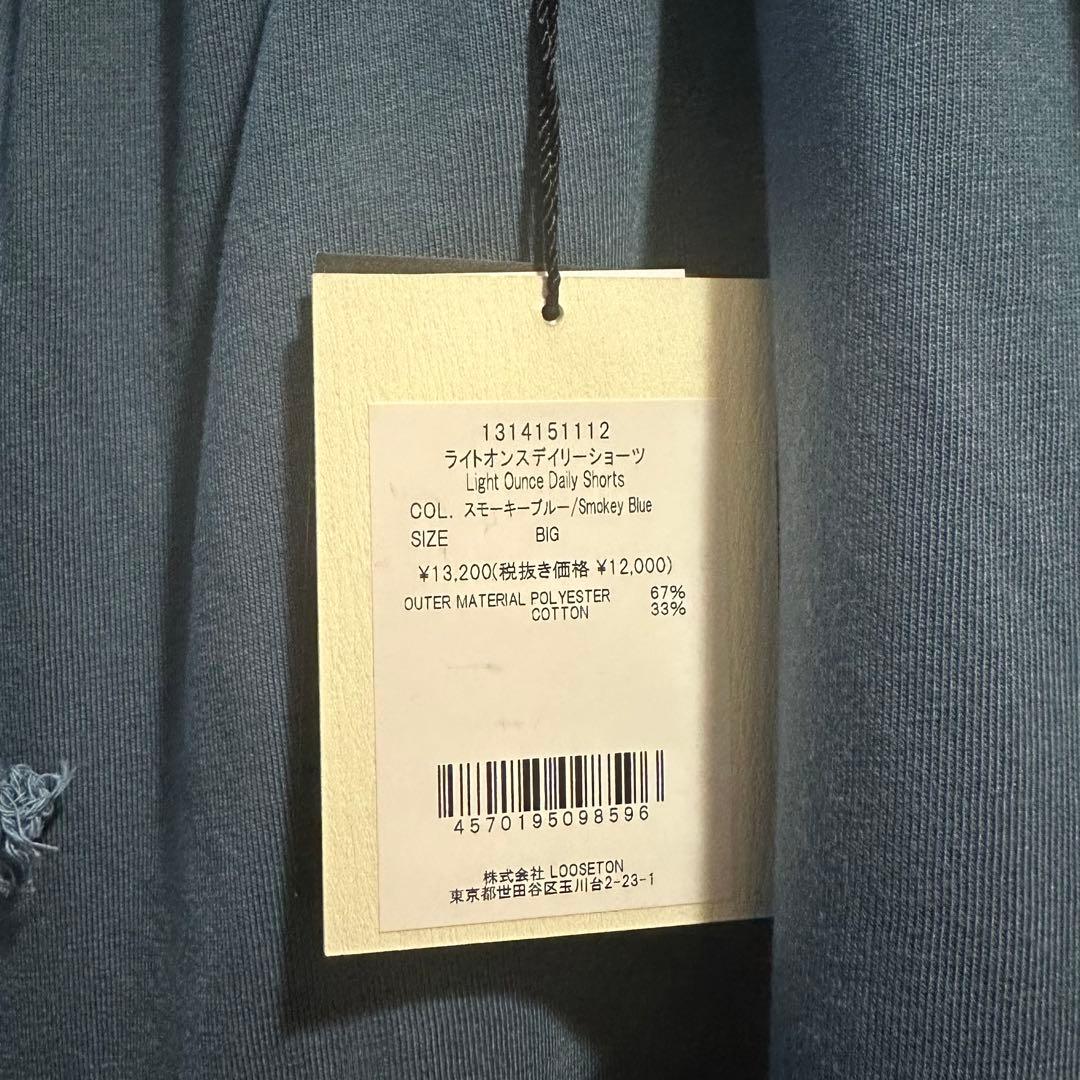 1314151112
ライトオンスデイリーショーツ
Light Ounce Daily Shorts
COL. スモーキーブルー/Smokey Blue
SIZE BIG
¥13,200(税抜き価格 ¥12,000)
OUTER MATERIAL POLYESTER 67%
COTTON 33%
4570195098596
株式会社 LOOSETON
東京都世田谷区玉川台2-23-1